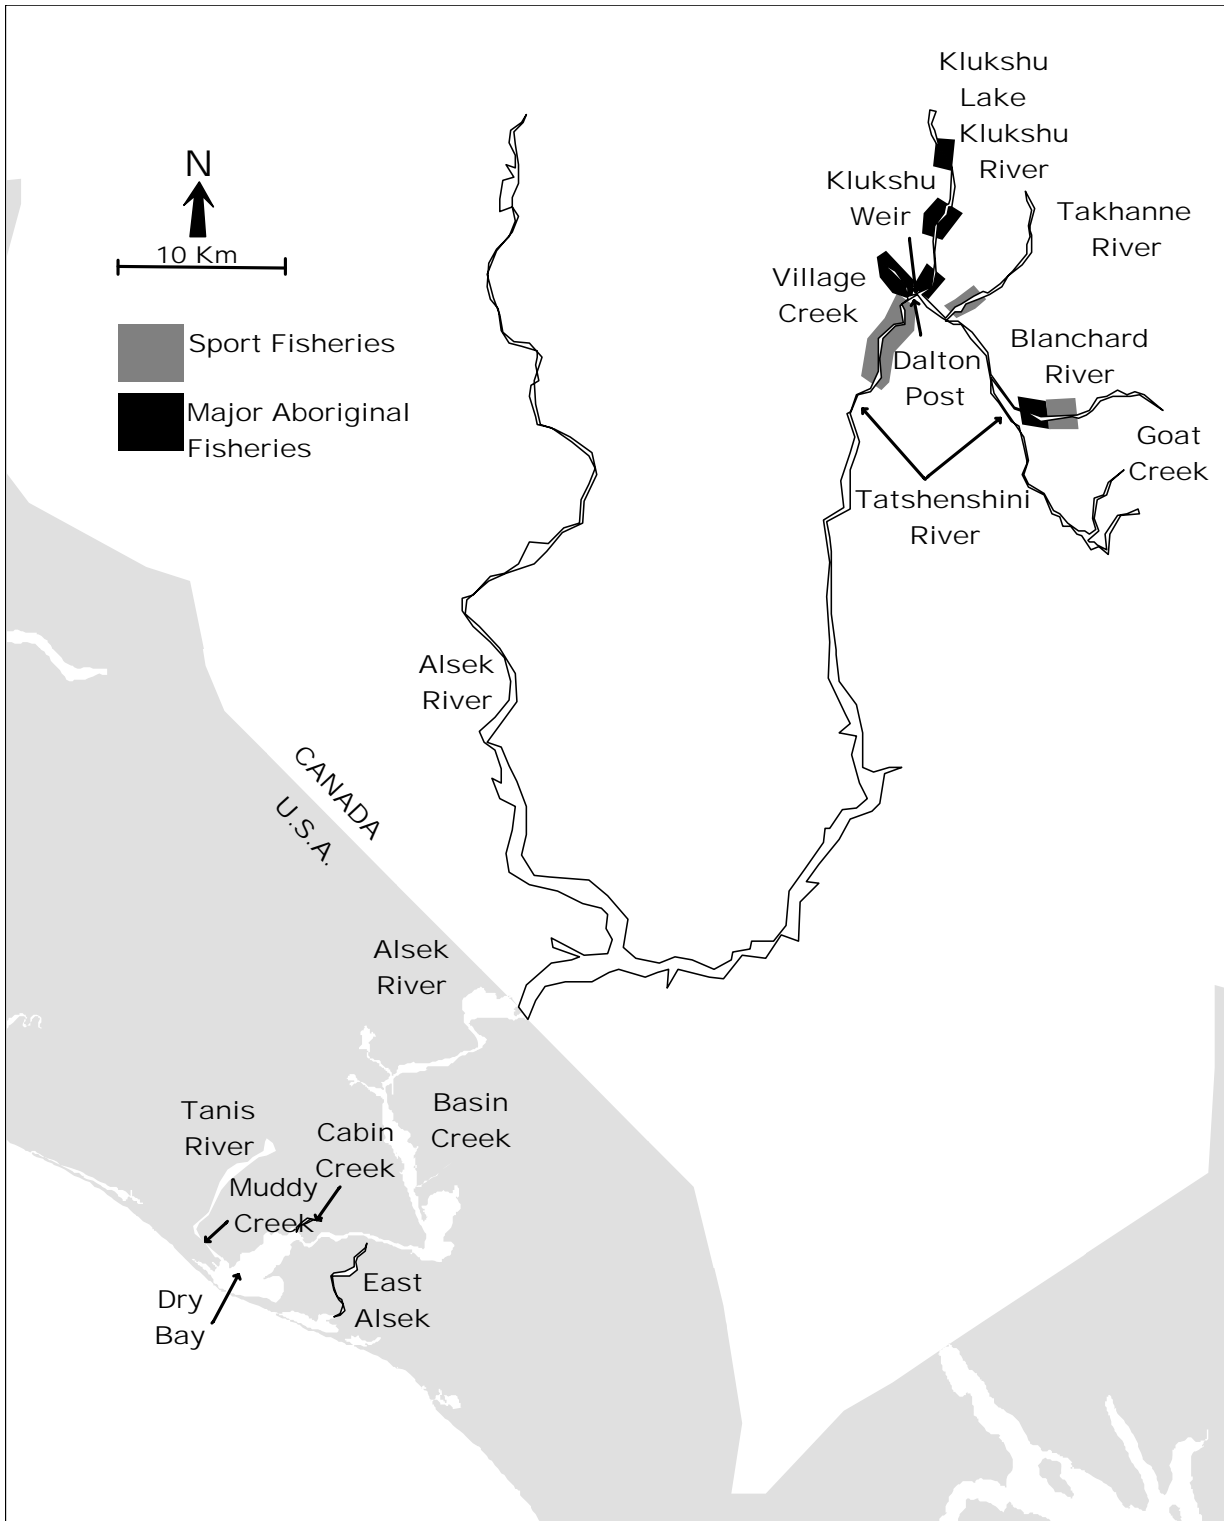 Klukshu
Lake
Klukshu
River
N
Klukshu
Weir
Takhanne
River
10 Km
Village
Creek
Sport Fisheries
Blanchard
River
Dalton
Post
Major Aboriginal
Fisheries
Goat
Creek
Tatshenshini
River
Alsek
River
CANADA
U.S.A.
Alsek
River
Basin
Creek
Tanis
River
Cabin
Creek
Muddy
Creek
East
Alsek
Dry
Bay